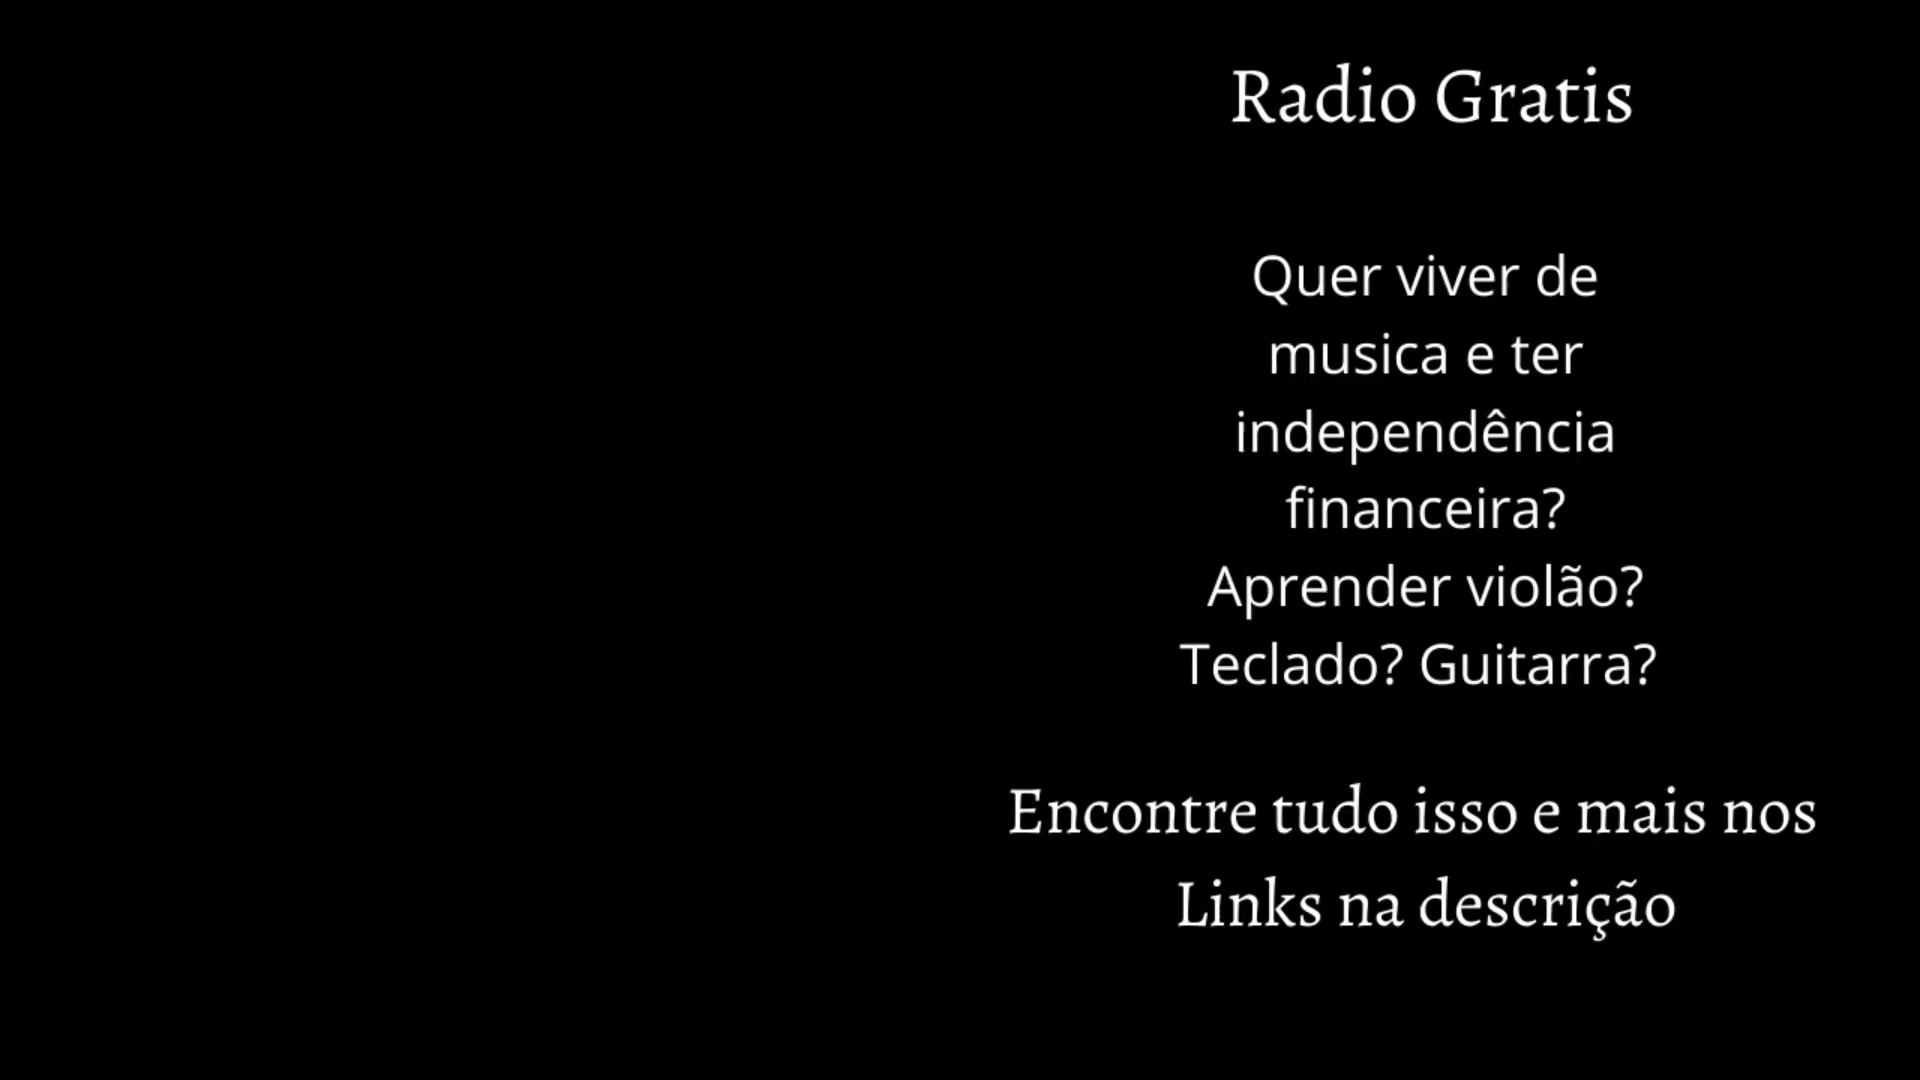 Radio Gratis
Quer viver de
musica e ter
independência
financeira?
Aprender violão?
Teclado? Guitarra?
Encontre tudo isso e mais nos
Links na descrição